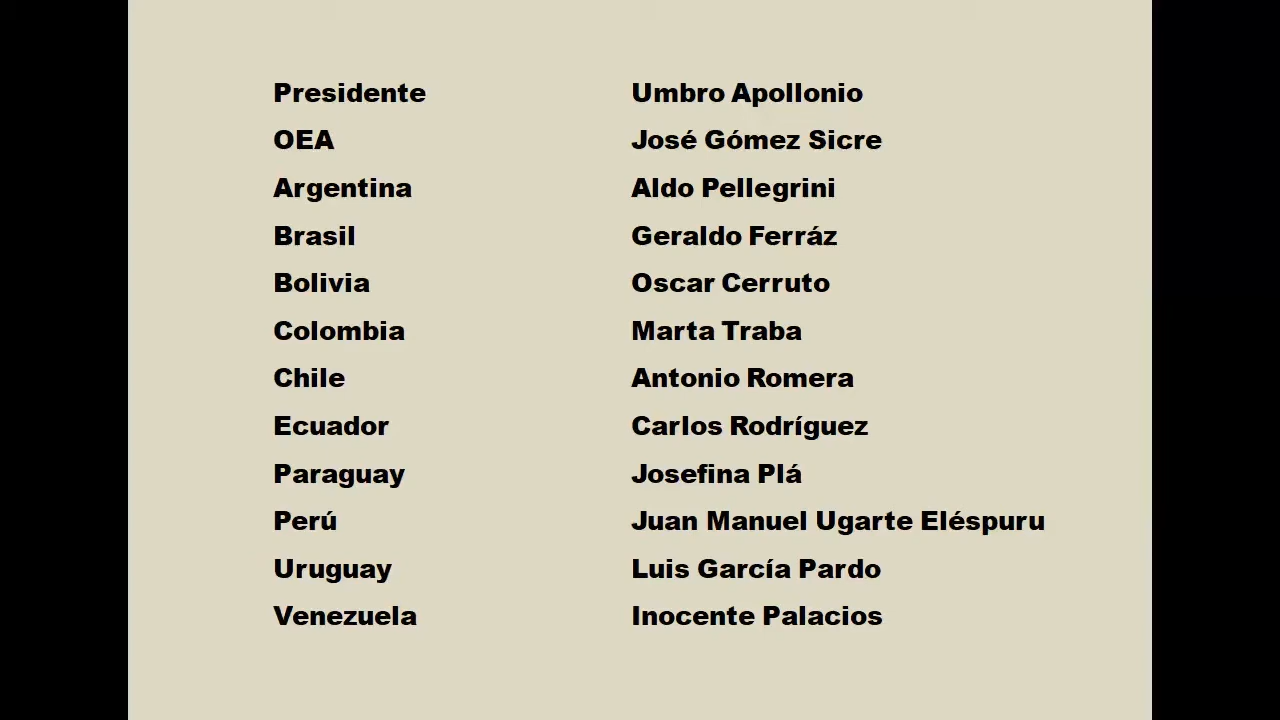 Presidente Umbro Apollonio
OEA José Gómez Sicre
Argentina Aldo Pellegrini
Brasil Geraldo Ferráz
Bolivia Oscar Cerruto
Colombia Marta Traba
Chile Antonio Romera
Ecuador Carlos Rodríguez
Paraguay Josefina Plá
Perú Juan Manuel Ugarte Eléspuru
Uruguay Luis García Pardo
Venezuela Inocente Palacios